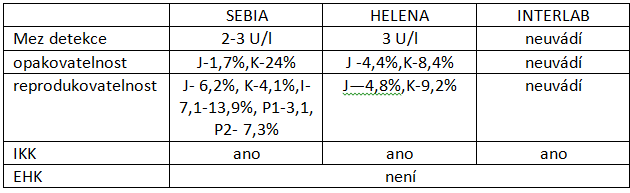 SEBIA HELENA INTERLAB
Mez detekce 2-3 U/l 3 U/l neuvádí
opakovatelnost J-1,7%,K-24% J -4,4%,K-8,4% neuvádí
reprodukovatelnost J- 6,2%, K-4,1%,I- J—4,8%,K-9,2% neuvádí
7,1-13,9%, P1-3,1,
P2- 7,3%
IKK ano ano ano
EHK není